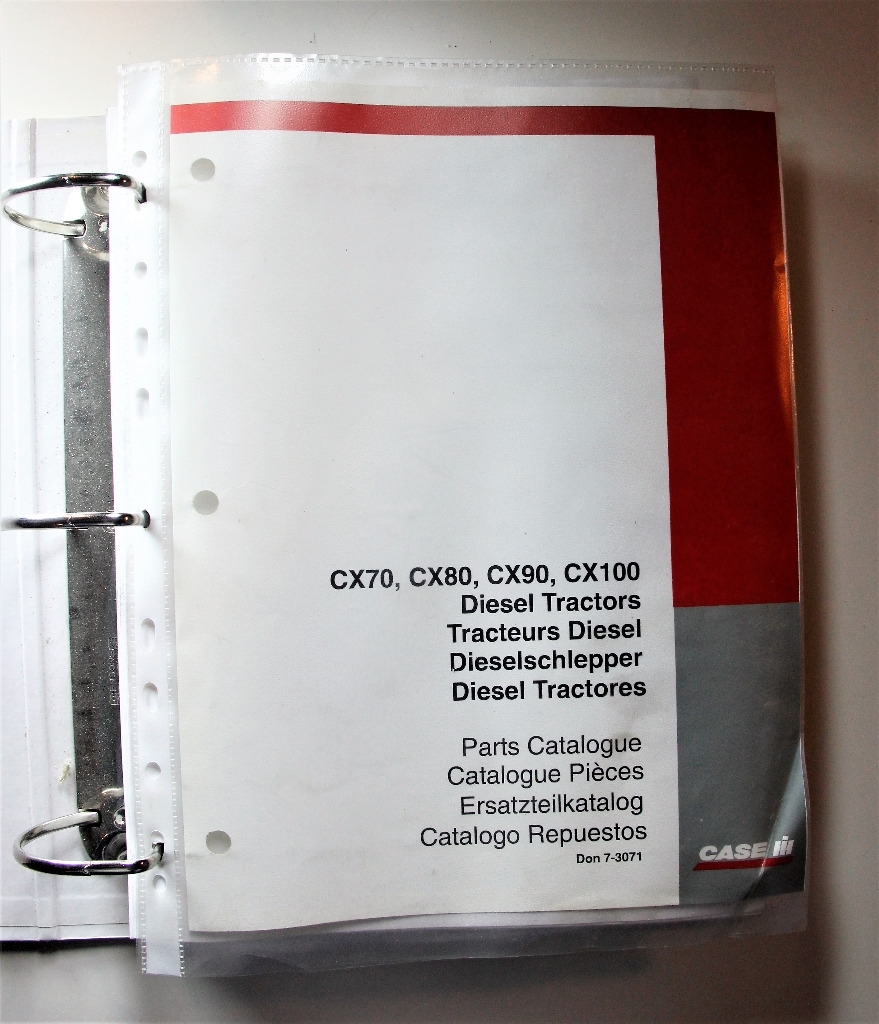 CX70, CX80, CX90, CX100
Diesel Tractors
Tracteurs Diesel
Dieselschlepper
Diesel Tractores
Parts Catalogue
Catalogue Pièces
Ersatzteilkatalog
Catalogo Repuestos
Don 7-3071
CASE IH